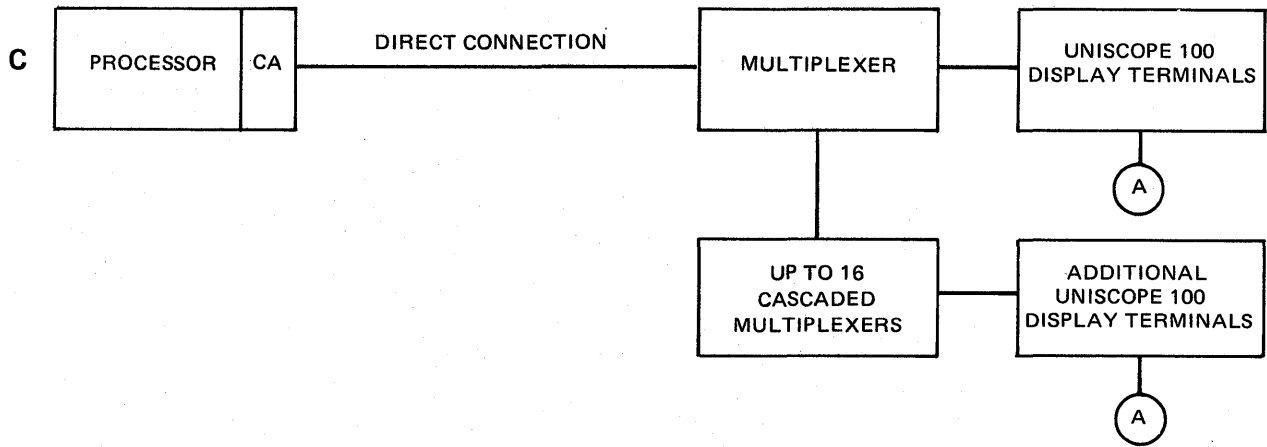 C
PROCESSOR
CA
DIRECT CONNECTION
MULTIPLEXER
UNISCOPE 100
DISPLAY TERMINALS
A
UP TO 16
CASCADED
MULTIPLEXERS
ADDITIONAL
UNISCOPE 100
DISPLAY TERMINALS
A